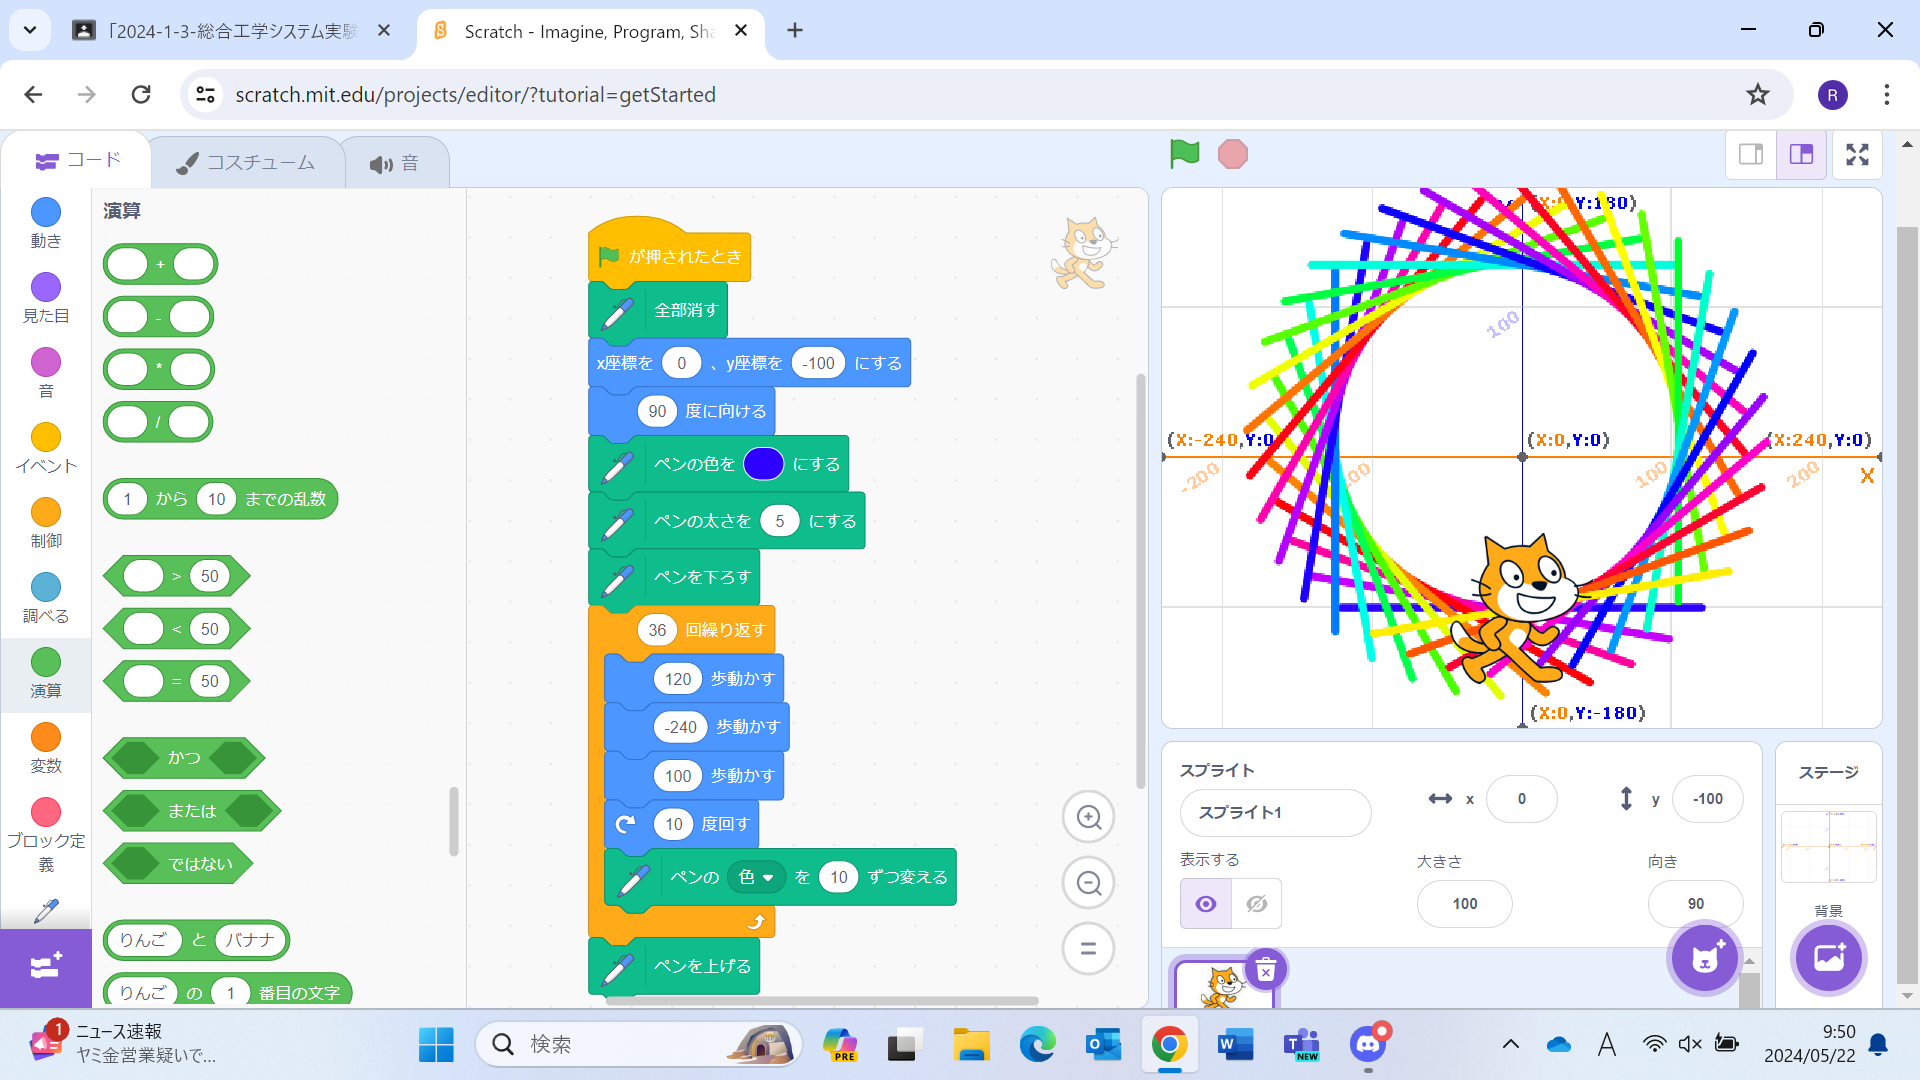 「2024-1-3-総合工学システム実験
Scratch - Imagine, Program, Sha
scratch.mit.edu/projects/editor/?tutorial=getStarted
R
コード
コスチューム
音
動き
見た目
音
イベント
制御
調べる
演算
変数
ブロック定
義
演算
+
-
*
/
1 から 10 までの乱数
> 50
< 50
= 50
かつ
または
ではない
りんご と バナナ
りんご の 1 番目の文字
が押されたとき
全部消す
x座標を 0 、y座標を -100 にする
90 度に向ける
ペンの色を にする
ペンの太さを 5 にする
ペンを下ろす
36 回繰り返す
120 歩動かす
-240 歩動かす
100 歩動かす
10 度回す
ペンの 色 を 10 ずつ変える
ペンを上げる
(X:0,Y:180)
100
(X:-240,Y:0
(X:0,Y:0)
(X:240,Y:0)
-200
100
100
200
X
(X:0,Y:-180)
スプライト
スプライト1
x 0
y -100
表示する
大きさ
100
向き
90
ステージ
背景
1
ニュース速報
ヤミ金営業疑いで...
検索
PRE
NEW
A
9:50
2024/05/22